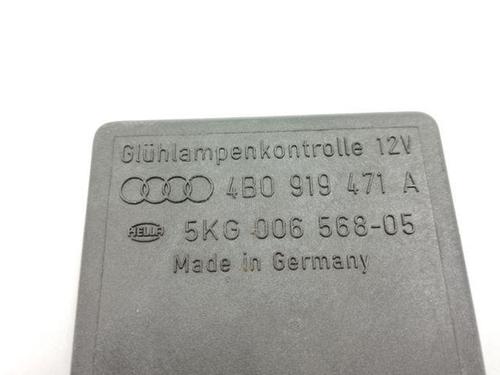 Glühlampenkontrolle 12V
4B0 919 471 A
HELLA 5KG 006 568-05
Made in Germany